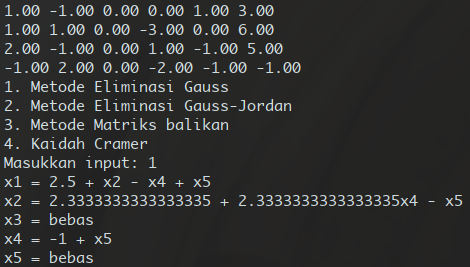 1.00 -1.00 0.00 0.00 1.00 3.00
1.00 1.00 0.00 -3.00 0.00 6.00
2.00 -1.00 0.00 1.00 -1.00 5.00
-1.00 2.00 0.00 -2.00 -1.00 -1.00
1. Metode Eliminasi Gauss
2. Metode Eliminasi Gauss-Jordan
3. Metode Matriks balikan
4. Kaidah Cramer
Masukkan input: 1
x1 = 2.5 + x2 - x4 + x5
x2 = 2.3333333333333335 + 2.3333333333333335x4 - x5
x3 = bebas
x4 = -1 + x5
x5 = bebas